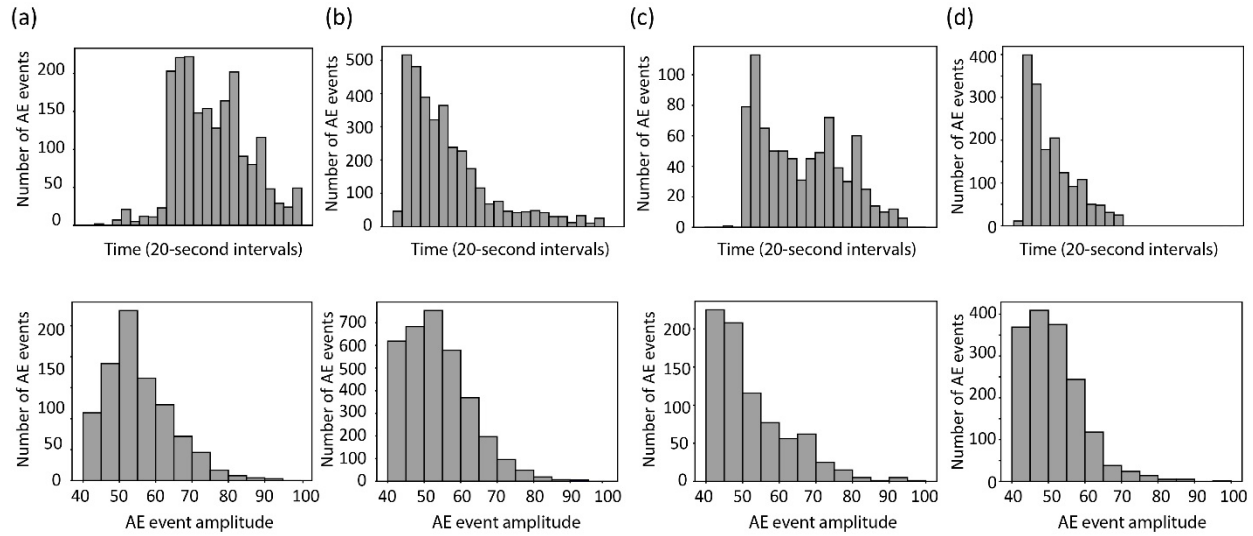 (a) (b) (c) (d)
Number of AE events
200
150
100
50
0
Time (20-second intervals)
Number of AE events
500
400
300
200
100
0
Time (20-second intervals)
Number of AE events
100
80
60
40
20
0
Time (20-second intervals)
Number of AE events
400
300
200
100
0
Time (20-second intervals)
Number of AE events
200
150
100
50
0
40 50 60 70 80 90 100
AE event amplitude
Number of AE events
700
600
500
400
300
200
100
0
40 50 60 70 80 90 100
AE event amplitude
Number of AE events
200
150
100
50
0
40 50 60 70 80 90 100
AE event amplitude
Number of AE events
400
300
200
100
0
40 50 60 70 80 90 100
AE event amplitude